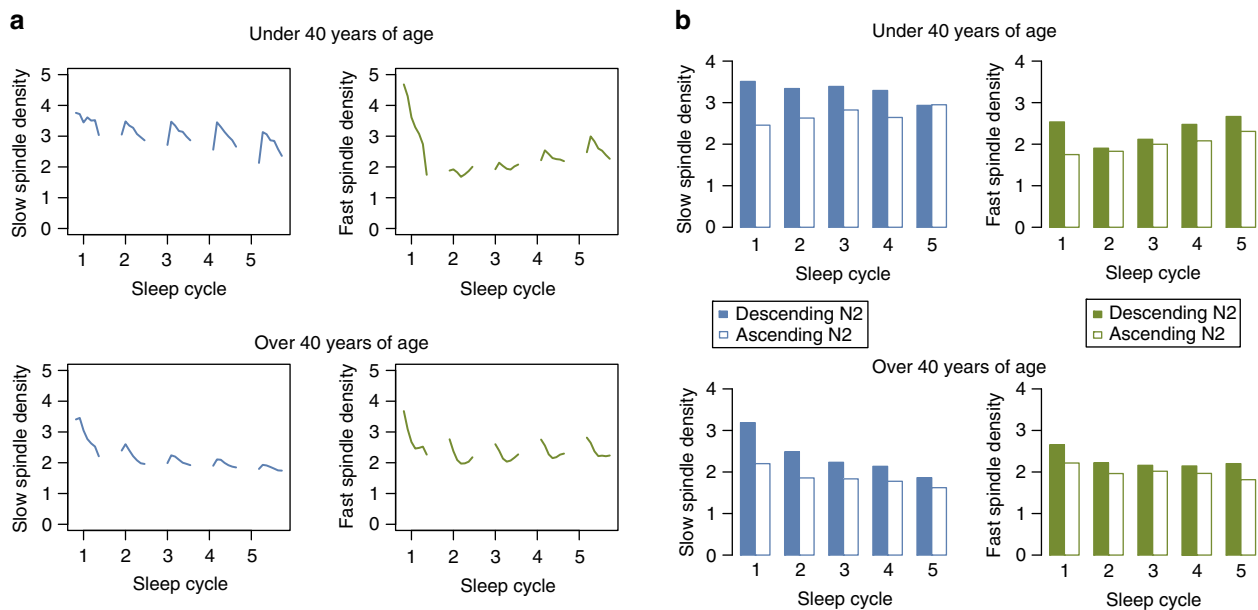 a
Under 40 years of age
Slow spindle density
5
4
3
2
1
0
1 2 3 4 5
Sleep cycle
Fast spindle density
5
4
3
2
1
0
1 2 3 4 5
Sleep cycle
Over 40 years of age
Slow spindle density
5
4
3
2
1
0
1 2 3 4 5
Sleep cycle
Fast spindle density
5
4
3
2
1
0
1 2 3 4 5
Sleep cycle
b
Under 40 years of age
Slow spindle density
4
3
2
1
0
1 2 3 4 5
Sleep cycle
Descending N2
Ascending N2
Fast spindle density
4
3
2
1
0
1 2 3 4 5
Sleep cycle
Descending N2
Ascending N2
Over 40 years of age
Slow spindle density
4
3
2
1
0
1 2 3 4 5
Sleep cycle
Fast spindle density
4
3
2
1
0
1 2 3 4 5
Sleep cycle